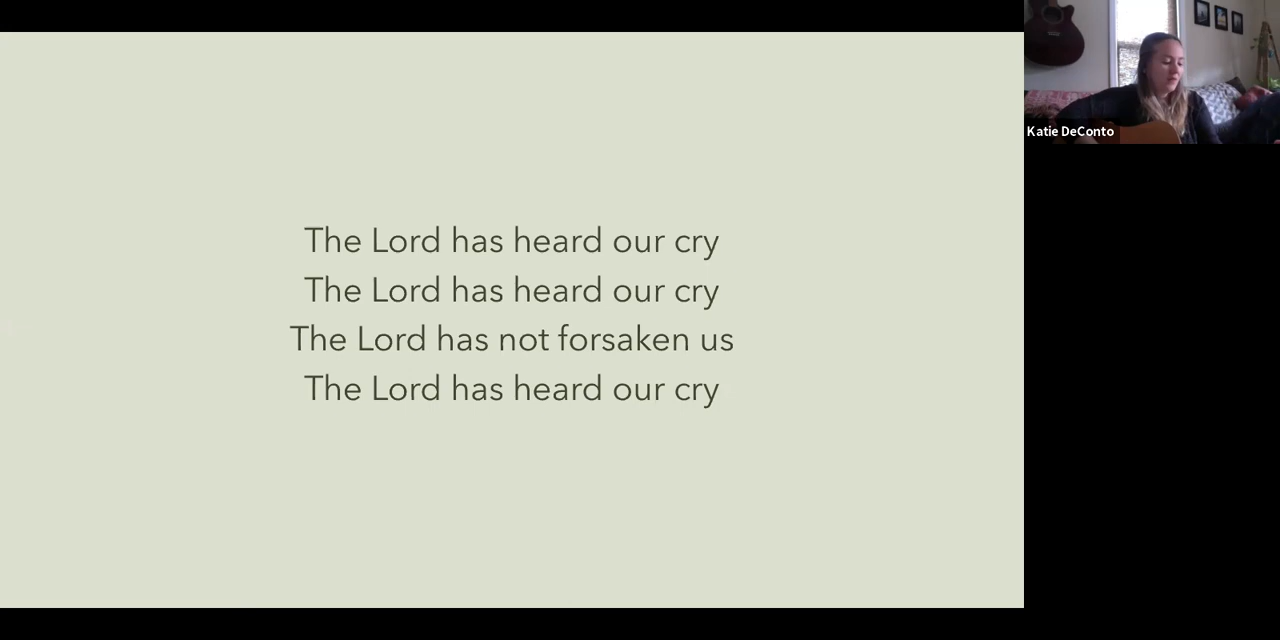 The Lord has heard our cry
The Lord has heard our cry
The Lord has not forsaken us
The Lord has heard our cry
Katie DeConto